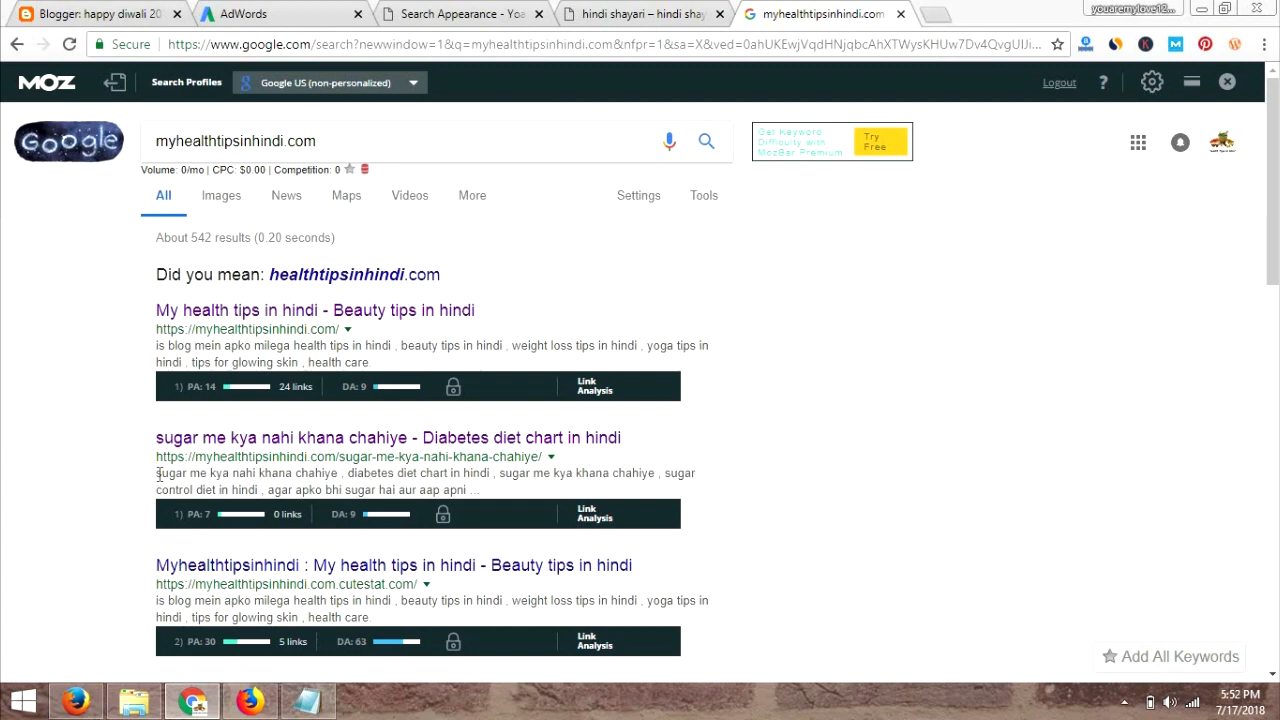 Blogger: happy diwali 20
AdWords
Search Appearance - Yoa
hindi shayari – hindi shay
myhealthtipsinhindi.com
youaremylove12...
Secure
https://www.google.com/search?newwindow=1&q=myhealthtipsinhindi.com&nfpr=1&sa=X&ved=
MOZ
Search Profiles
Google US (non-personalized)
Logout
?
Google
myhealthtipsinhindi.com
Get Keyword
Difficulty with
MozBar Premium
Try
Free
Volume: 0/mo | CPC: $0.00 | Competition: 0
All Images News Maps Videos More Settings Tools
About 542 results (0.20 seconds)
Did you mean: healthtipsinhindi.com
My health tips in hindi - Beauty tips in hindi
https://myhealthtipsinhindi.com/
is blog mein apko milega health tips in hindi , beauty tips in hindi , weight loss tips in hindi , yoga tips in
hindi , tips for glowing skin , health care.
1) PA: 14 24 links DA: 9 Link
Analysis
sugar me kya nahi khana chahiye - Diabetes diet chart in hindi
https://myhealthtipsinhindi.com/sugar-me-kya-nahi-khana-chahiye/
sugar me kya nahi khana chahiye , diabetes diet chart in hindi , sugar me kya khana chahiye , sugar
control diet in hindi , agar apko bhi sugar hai aur aap apni ...
1) PA: 7 0 links DA: 9 Link
Analysis
Myhealthtipsinhindi : My health tips in hindi - Beauty tips in hindi
https://myhealthtipsinhindi.com.cutestat.com/
is blog mein apko milega health tips in hindi , beauty tips in hindi , weight loss tips in hindi , yoga tips in
hindi , tips for glowing skin , health care.
2) PA: 30 5 links DA: 63 Link
Analysis
Add All Keywords
5:52 PM
7/17/2018